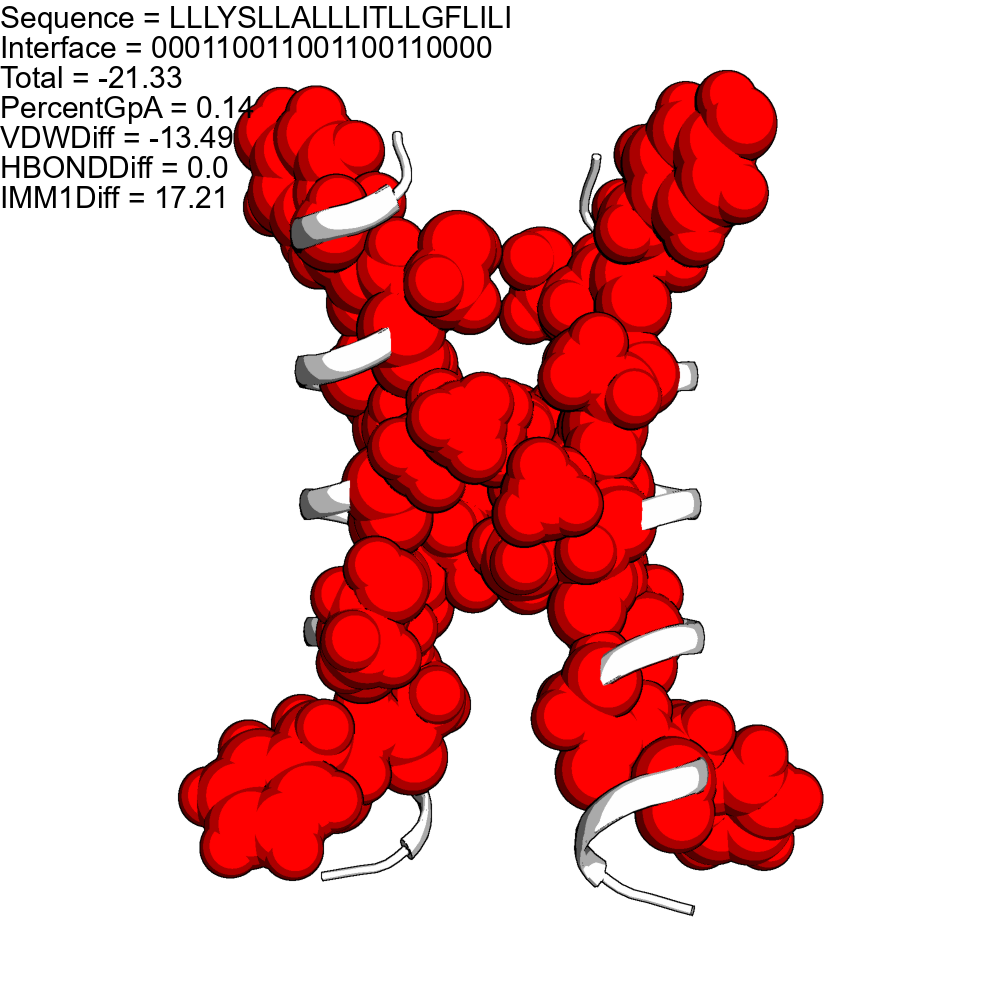 Sequence = LLLYSLLALLLITLLGFLILI
Interface = 000110011001100110000
Total = -21.33
PercentGpA = 0.14
VDWDiff = -13.49
HBONDDiff = 0.0
IMM1Diff = 17.21